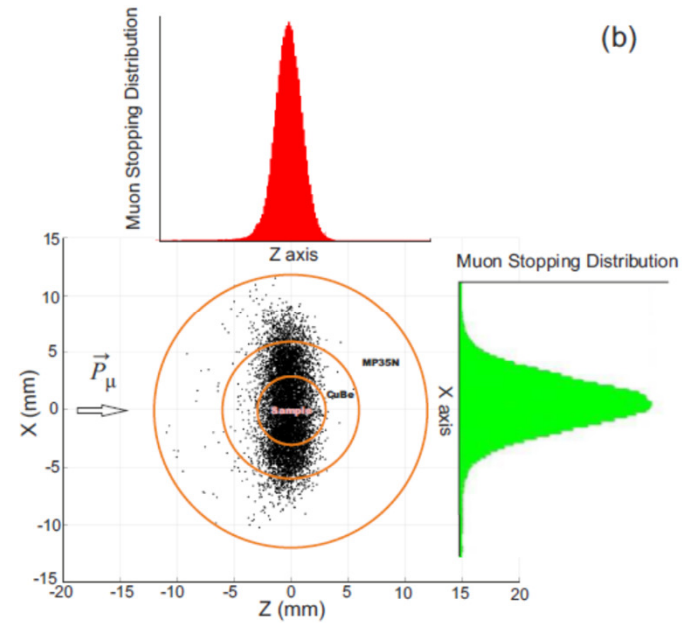 (b)
Muon Stopping Distribution
Z axis
Muon Stopping Distribution
X axis
15
10
5
0
-5
-10
-15
X (mm)
-20
-15
-10
-5
0
5
10
15
20
Z (mm)
P⃗μ
MP35N
CuBe
Sample